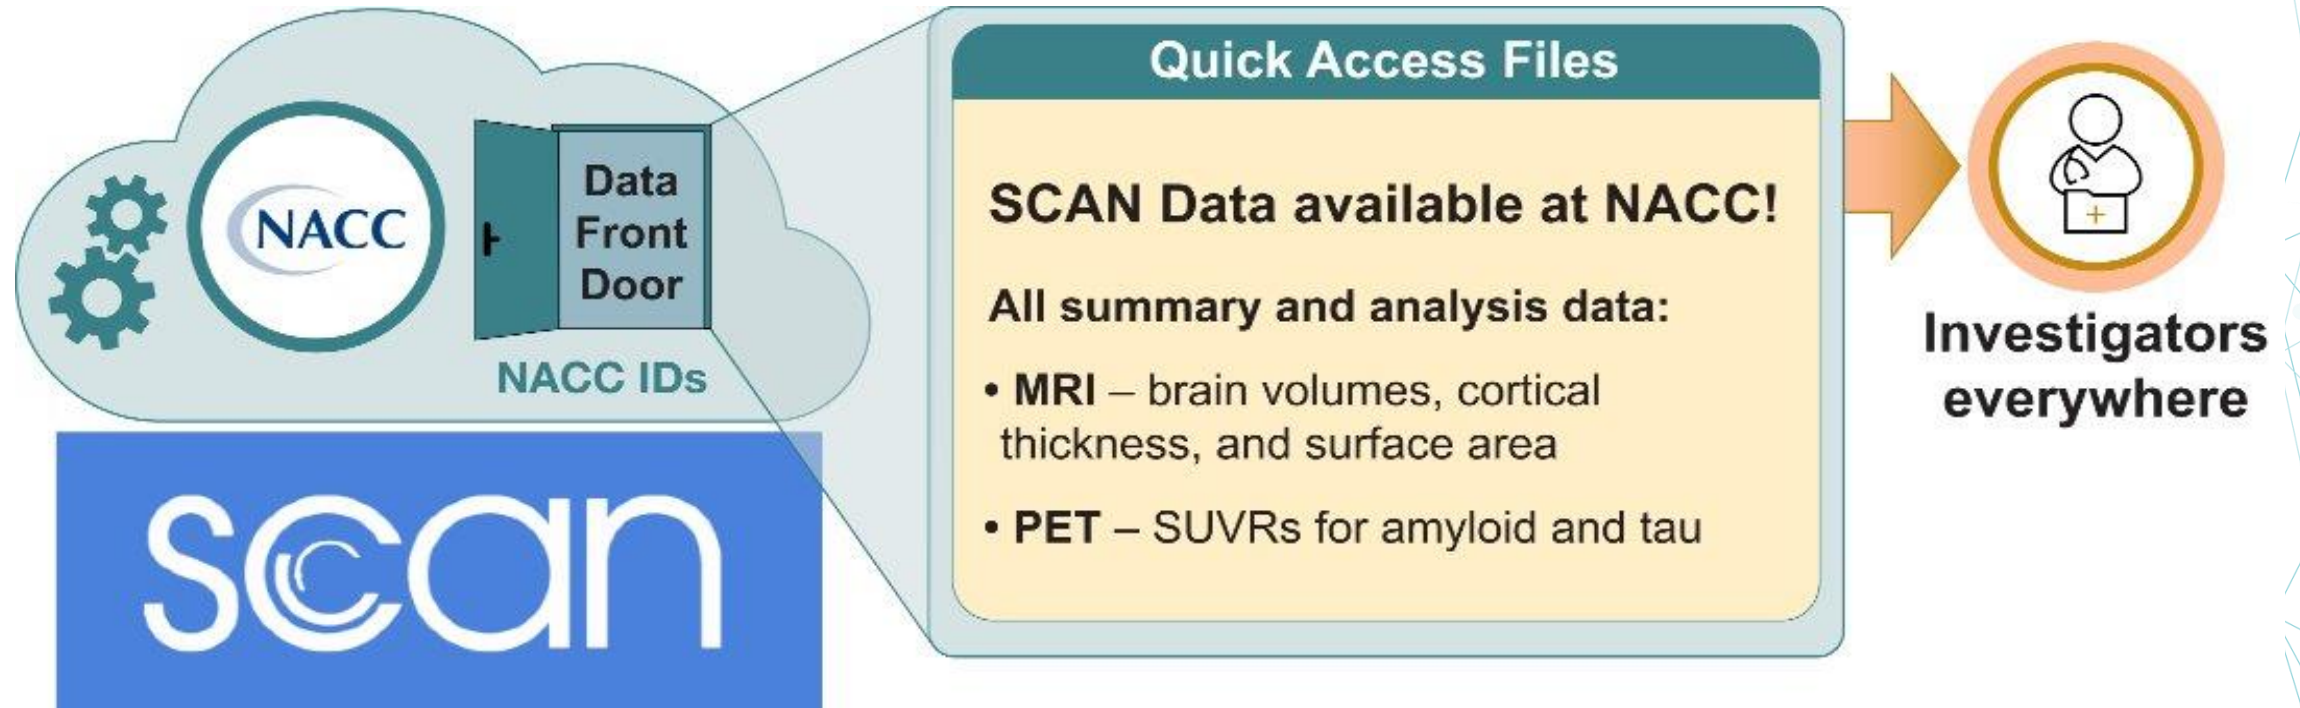 NACC
Data
Front
Door
NACC IDs
scan
Quick Access Files
SCAN Data available at NACC!
All summary and analysis data:
• MRI – brain volumes, cortical
thickness, and surface area
• PET – SUVRs for amyloid and tau
Investigators
everywhere